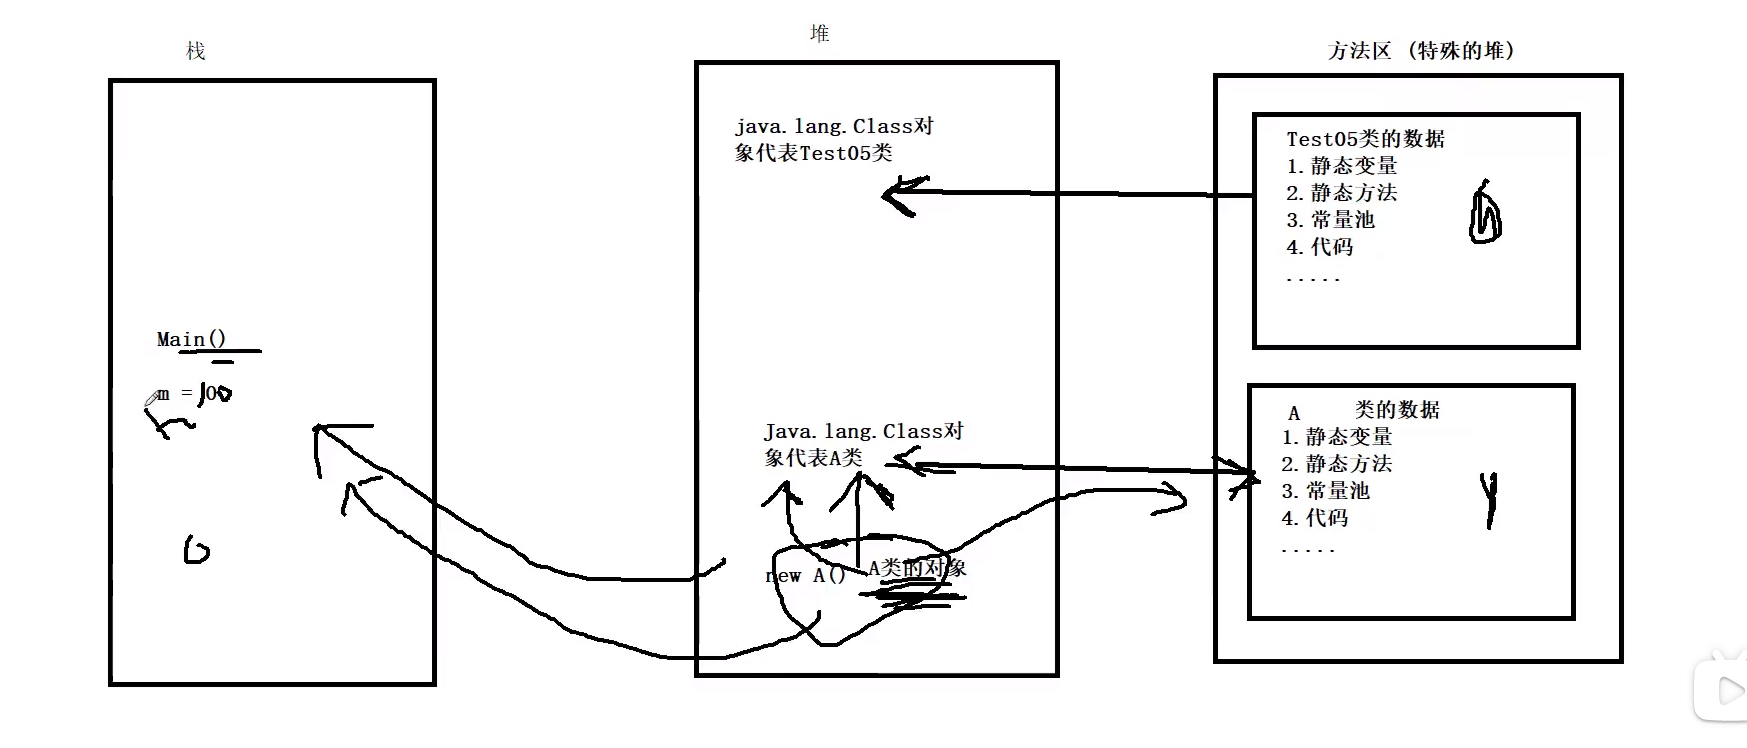 栈
Main()
m = 100
堆
java.lang.Class对
象代表Test05类
Java.lang.Class对
象代表A类
new A()
A类的对象
方法区 (特殊的堆)
Test05类的数据
1.静态变量
2.静态方法
3.常量池
4.代码
.....
A 类的数据
1.静态变量
2.静态方法
3.常量池
4.代码
.....